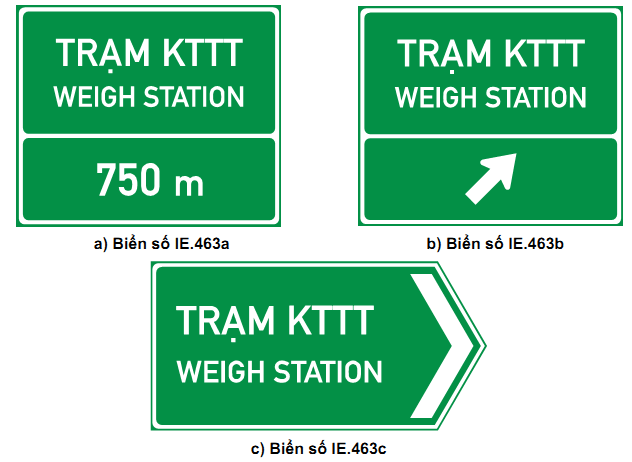 TRẠM KTTT
WEIGH STATION
750 m
a) Biển số IE.463a
TRẠM KTTT
WEIGH STATION
b) Biển số IE.463b
TRẠM KTTT
WEIGH STATION
c) Biển số IE.463c